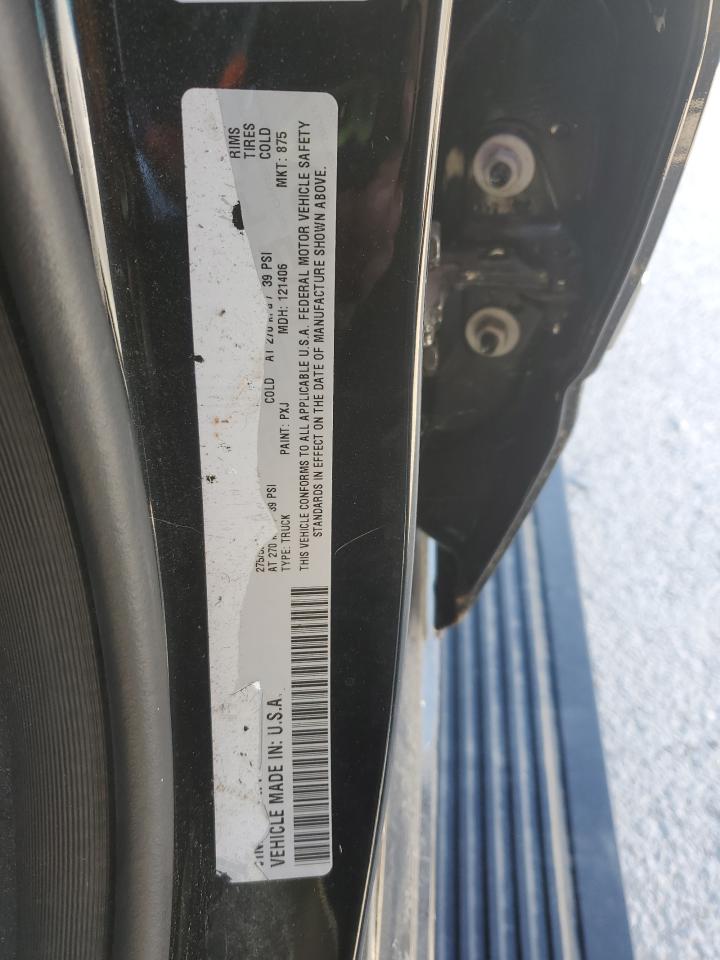 RIMS
275/ TIRES
COLD COLD
AT 270 39 PSI AT 270 39 PSI
TYPE: TRUCK PAINT: PXJ MDH: 121406 MKT: 875
THIS VEHICLE CONFORMS TO ALL APPLICABLE U.S.A. FEDERAL MOTOR VEHICLE SAFETY
STANDARDS IN EFFECT ON THE DATE OF MANUFACTURE SHOWN ABOVE.
VEHICLE MADE IN: U.S.A.